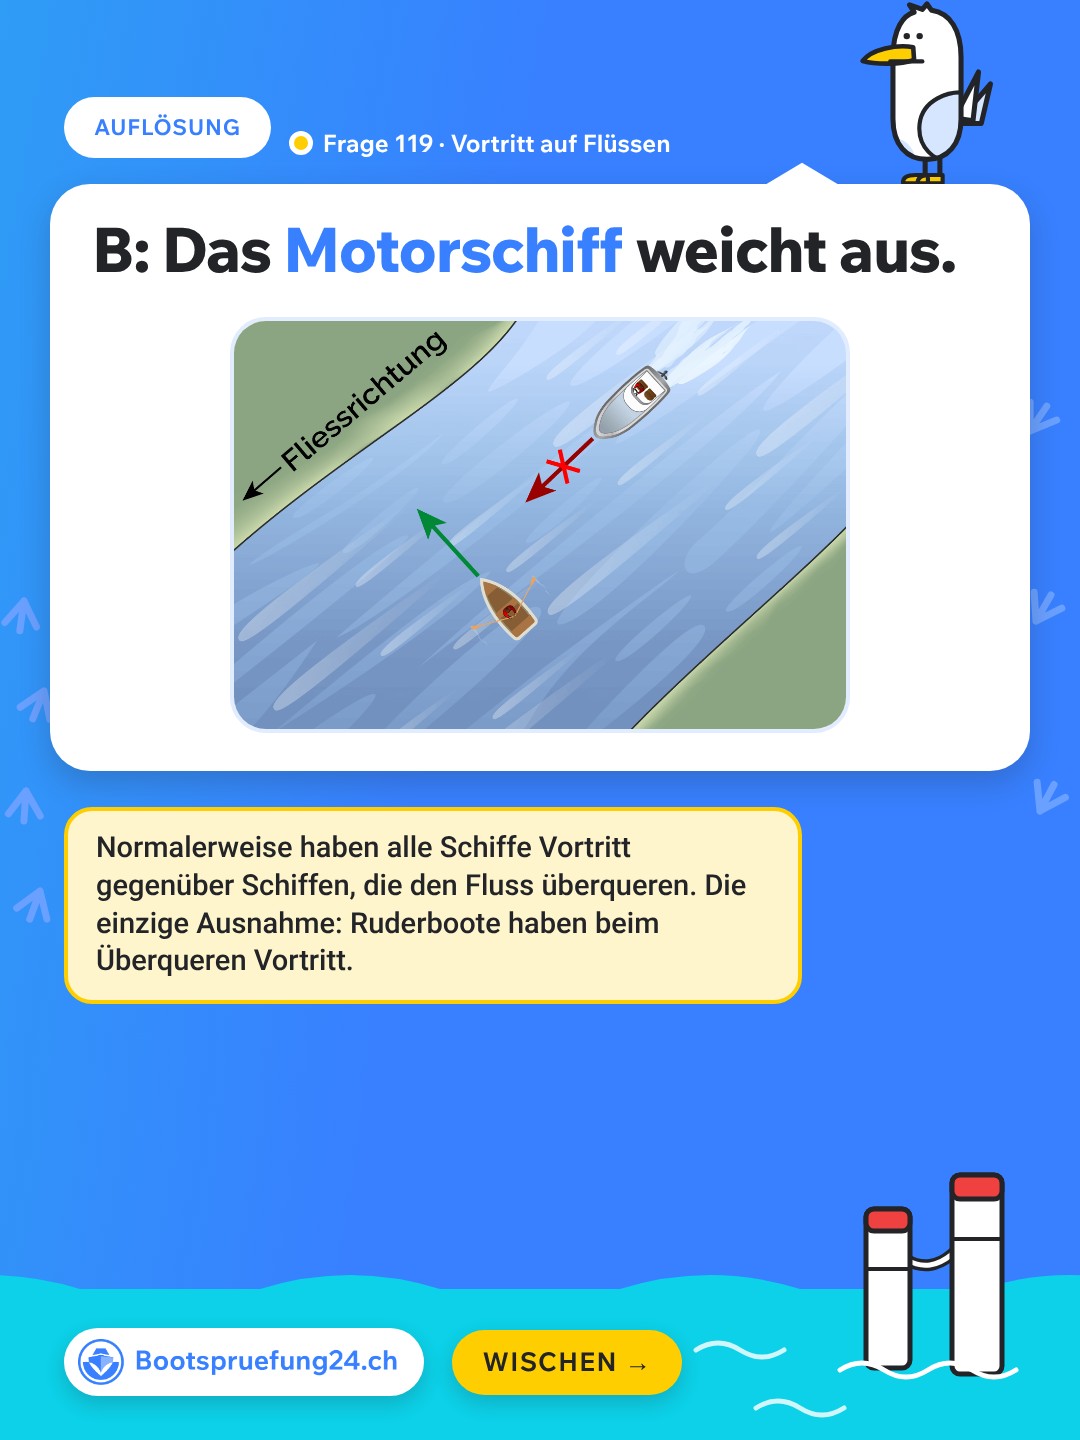 AUFLÖSUNG
Frage 119 · Vortritt auf Flüssen
B: Das Motorschiff weicht aus.
Fliessrichtung
Normalerweise haben alle Schiffe Vortritt
gegenüber Schiffen, die den Fluss überqueren. Die
einzige Ausnahme: Ruderboote haben beim
Überqueren Vortritt.
Bootspruefung24.ch
WISCHEN →